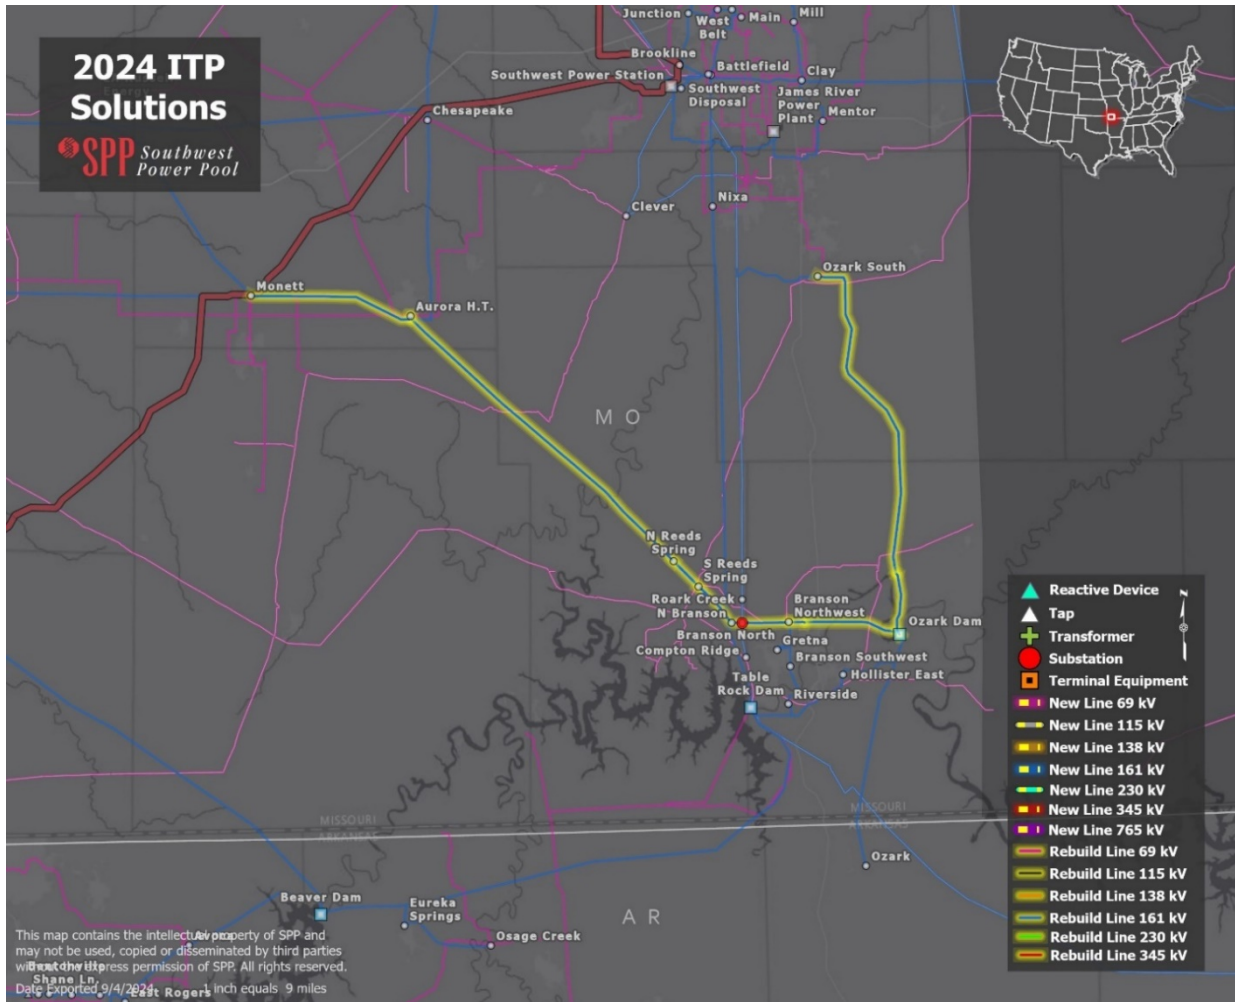 2024 ITP
Solutions
SPP Southwest
Power Pool
Junction
West
Belt
Main
Mill
Brookline
Southwest Power Station
Battlefield
Clay
Southwest
Disposal
James River
Power
Plant
Mentor
Chesapeake
Nixa
Clever
Monett
Aurora H.T.
Ozark South
MO
N Reeds
Spring
S Reeds
Spring
Roark Creek
N Branson
Branson
Northwest
Ozark Dam
Branson North
Gretna
Compton Ridge
Branson Southwest
Hollister East
Table
Rock Dam
Riverside
MISSOURI
ARKANSAS
MISSOURI
ARKANSAS
Ozark
Beaver Dam
Eureka
Springs
Osage Creek
AR
Avoca
Bentonville
Shane Ln.
East Rogers
This map contains the intellectual property of SPP and
may not be used, copied or disseminated by third parties
without the express permission of SPP. All rights reserved.
Date Exported 9/4/2024 1 inch equals 9 miles
N
Reactive Device
Tap
Transformer
Substation
Terminal Equipment
New Line 69 kV
New Line 115 kV
New Line 138 kV
New Line 161 kV
New Line 230 kV
New Line 345 kV
New Line 765 kV
Rebuild Line 69 kV
Rebuild Line 115 kV
Rebuild Line 138 kV
Rebuild Line 161 kV
Rebuild Line 230 kV
Rebuild Line 345 kV